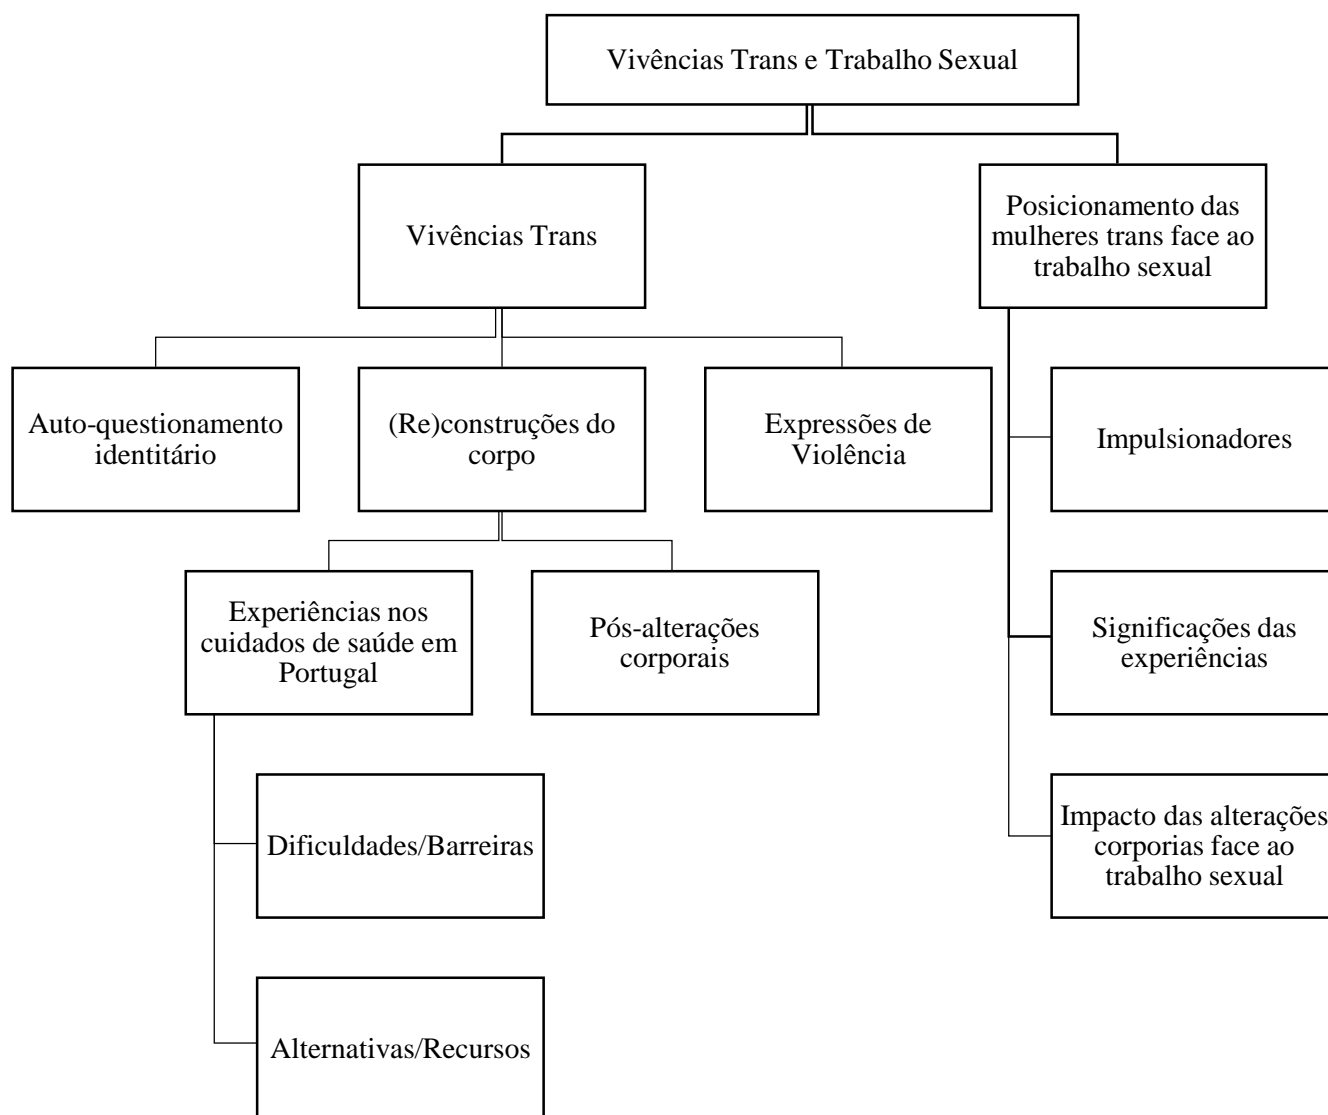 Vivências Trans e Trabalho Sexual
Vivências Trans
Posicionamento das
mulheres trans face ao
trabalho sexual
Auto-questionamento
identitário
(Re)construções do
corpo
Expressões de
Violência
Impulsionadores
Experiências nos
cuidados de saúde em
Portugal
Pós-alterações
corporais
Significações das
experiências
Dificuldades/Barreiras
Impacto das alterações
corporias face ao
trabalho sexual
Alternativas/Recursos